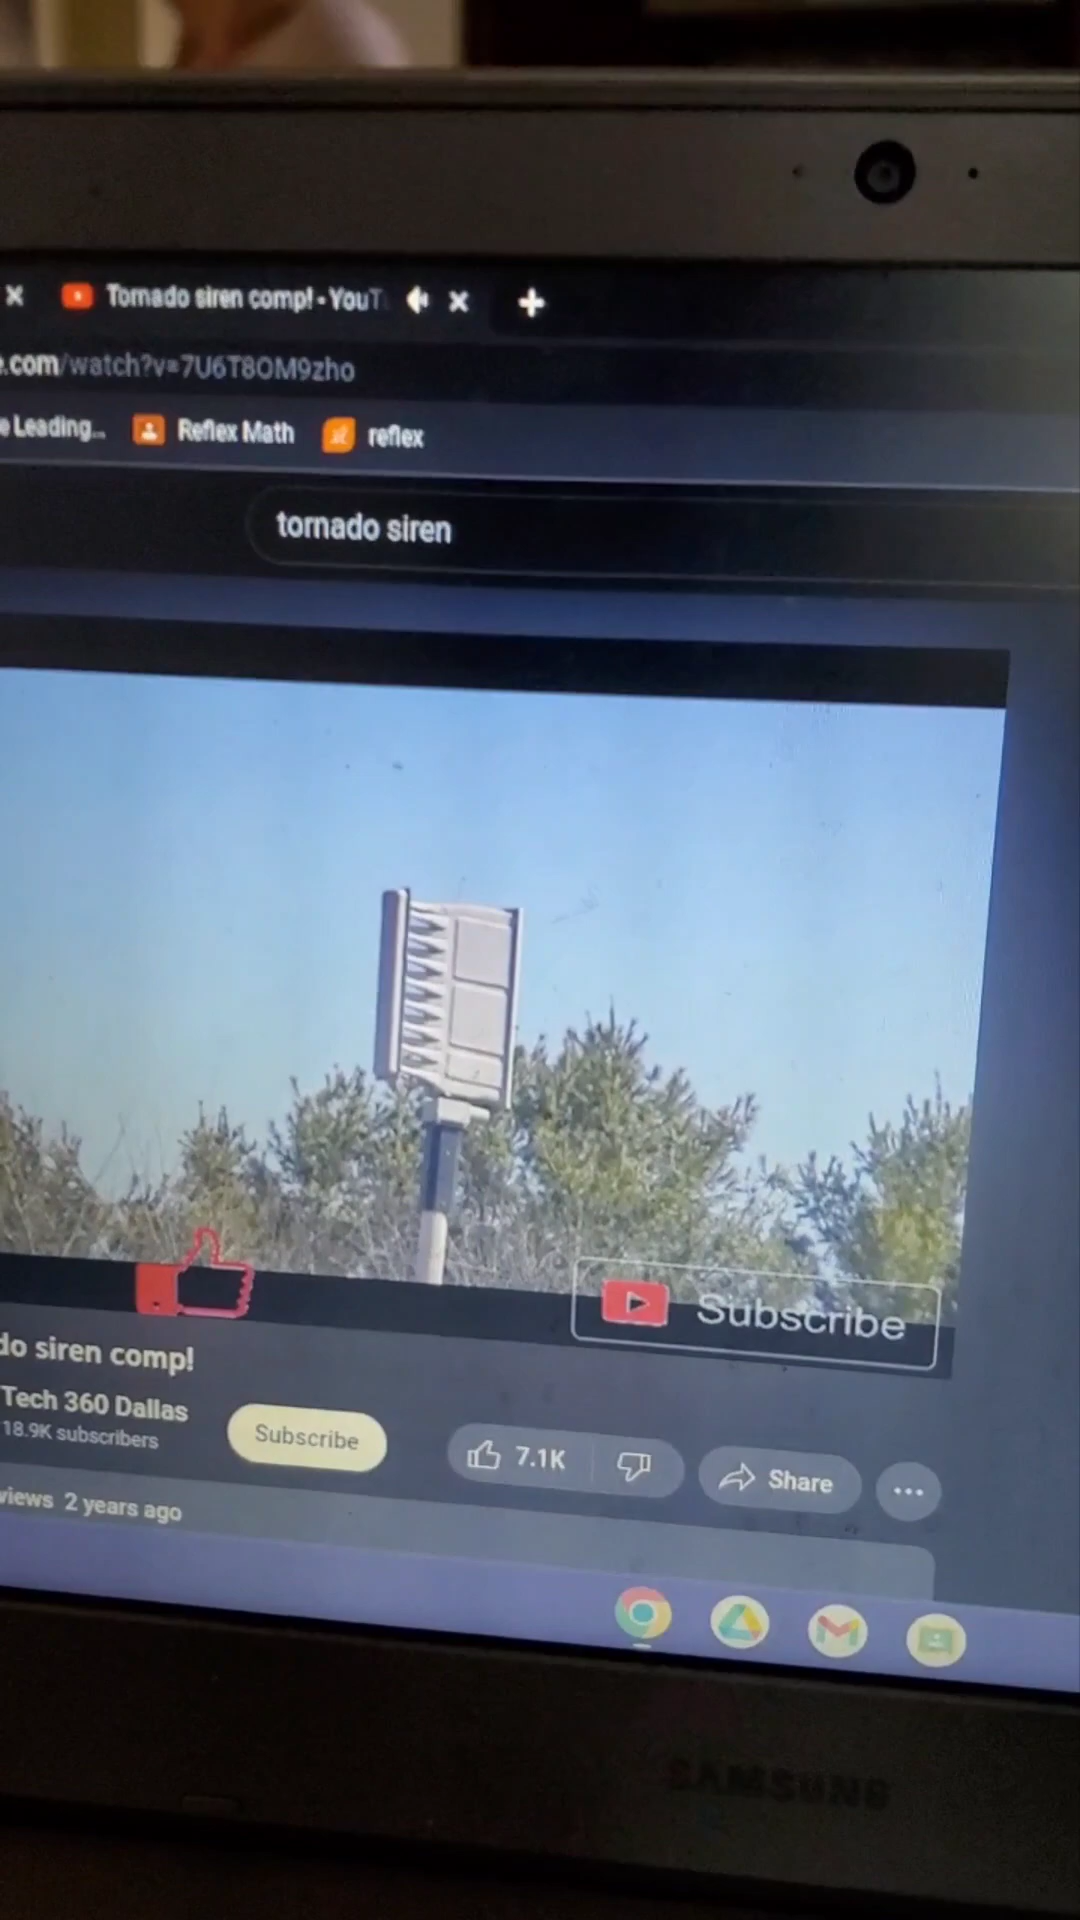 Tornado siren comp! - YouT
.com/watch?v=7U6T8OM9zho
e Leading...
Reflex Math
reflex
tornado siren
Subscribe
do siren comp!
Tech 360 Dallas
18.9K subscribers
Subscribe
7.1K
Share
views 2 years ago
SAMSUNG